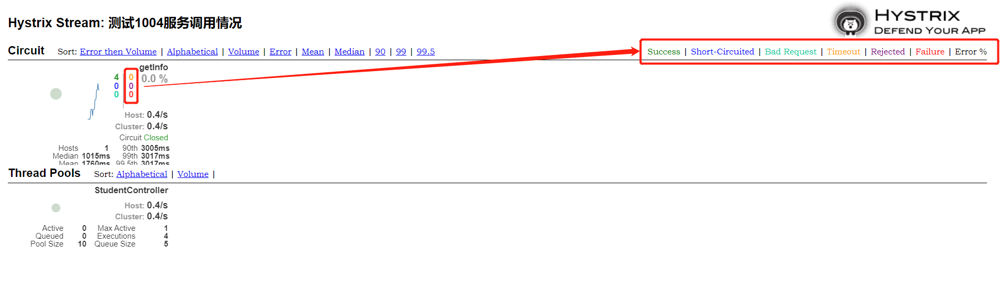 Hystrix Stream: 测试1004服务调用情况
HYSTRIX
DEFEND YOUR APP
Circuit Sort: Error then Volume | Alphabetical | Volume | Error | Mean | Median | 90 | 99 | 99.5
Success | Short-Circuited | Bad Request | Timeout | Rejected | Failure | Error %
getInfo
4 0 0.0 %
0 0
0 0
Host: 0.4/s
Cluster: 0.4/s
Circuit Closed
Hosts 1 90th 3005ms
Median 1015ms 99th 3017ms
Mean 1760ms 99.5th 3017ms
Thread Pools Sort: Alphabetical | Volume |
StudentController
Host: 0.4/s
Cluster: 0.4/s
Active 0 Max Active 1
Queued 0 Executions 4
Pool Size 10 Queue Size 5